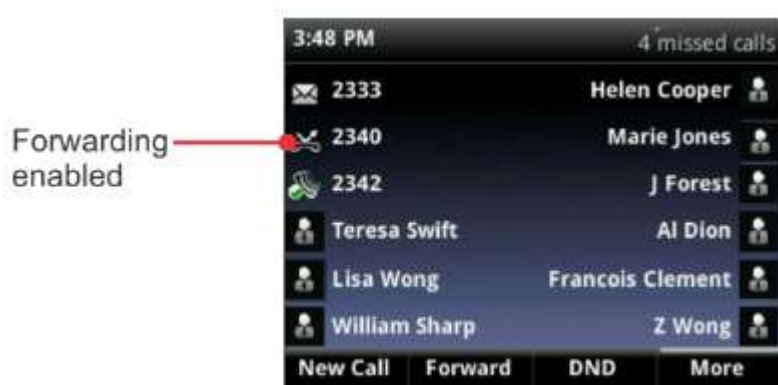 3:48 PM 4 missed calls
2333 Helen Cooper
Forwarding enabled
2340 Marie Jones
2342 J Forest
Teresa Swift Al Dion
Lisa Wong Francois Clement
William Sharp Z Wong
New Call Forward DND More